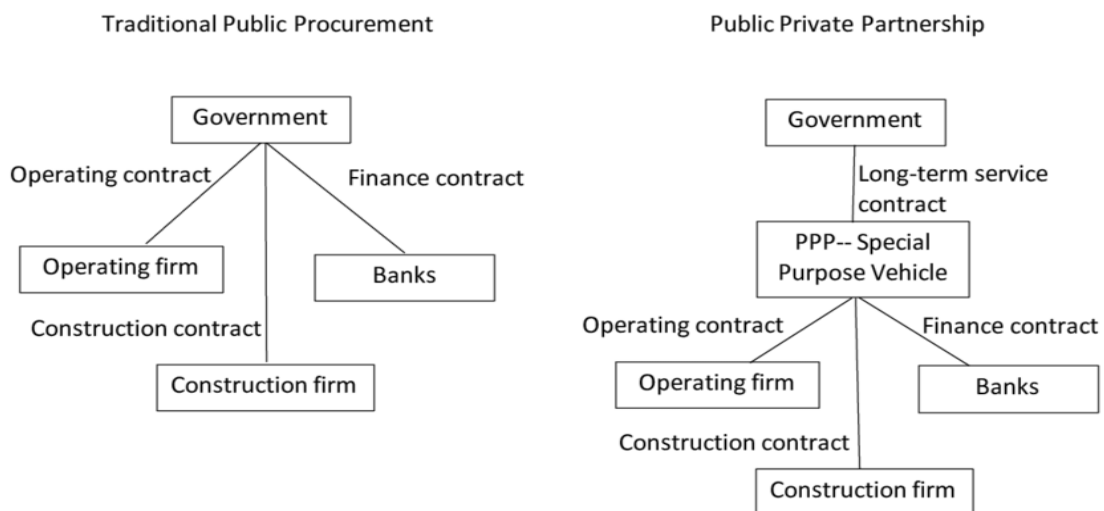 Traditional Public Procurement
Government
Operating contract
Finance contract
Operating firm
Banks
Construction contract
Construction firm
Public Private Partnership
Government
Long-term service
contract
PPP-- Special
Purpose Vehicle
Operating contract
Finance contract
Operating firm
Banks
Construction contract
Construction firm